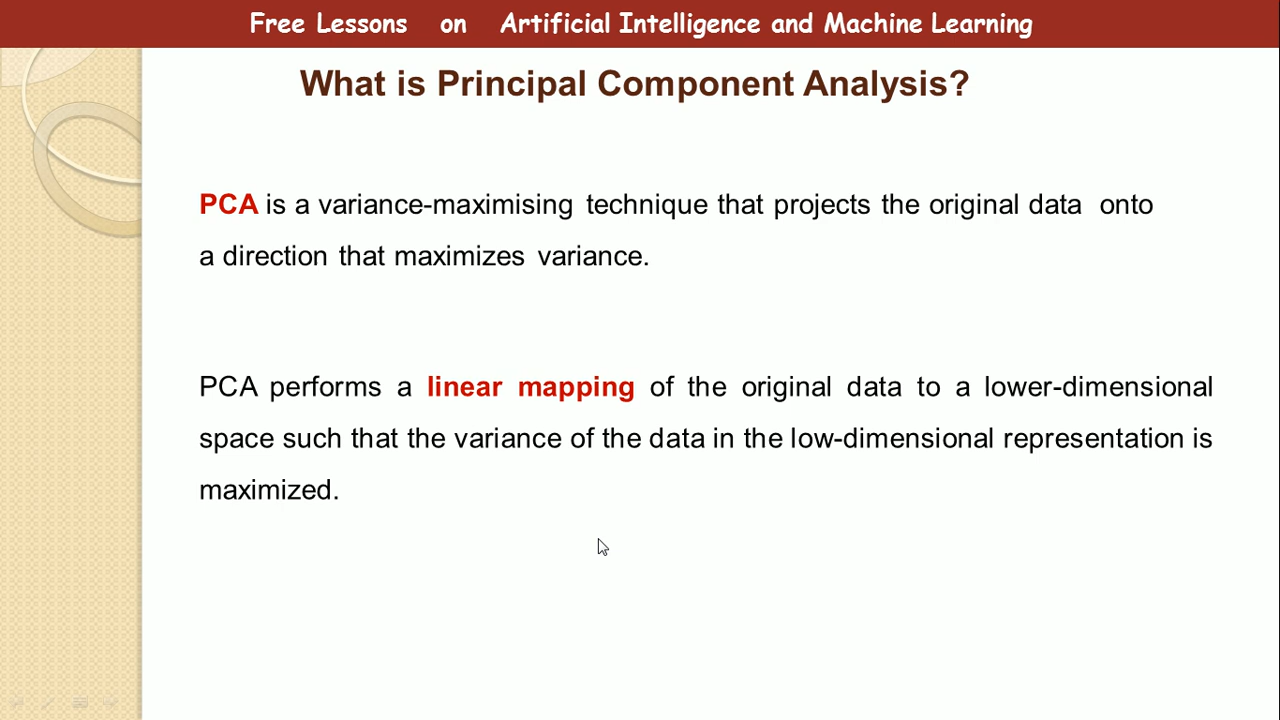 Free Lessons on Artificial Intelligence and Machine Learning
What is Principal Component Analysis?
PCA is a variance-maximising technique that projects the original data onto
a direction that maximizes variance.
PCA performs a linear mapping of the original data to a lower-dimensional
space such that the variance of the data in the low-dimensional representation is
maximized.